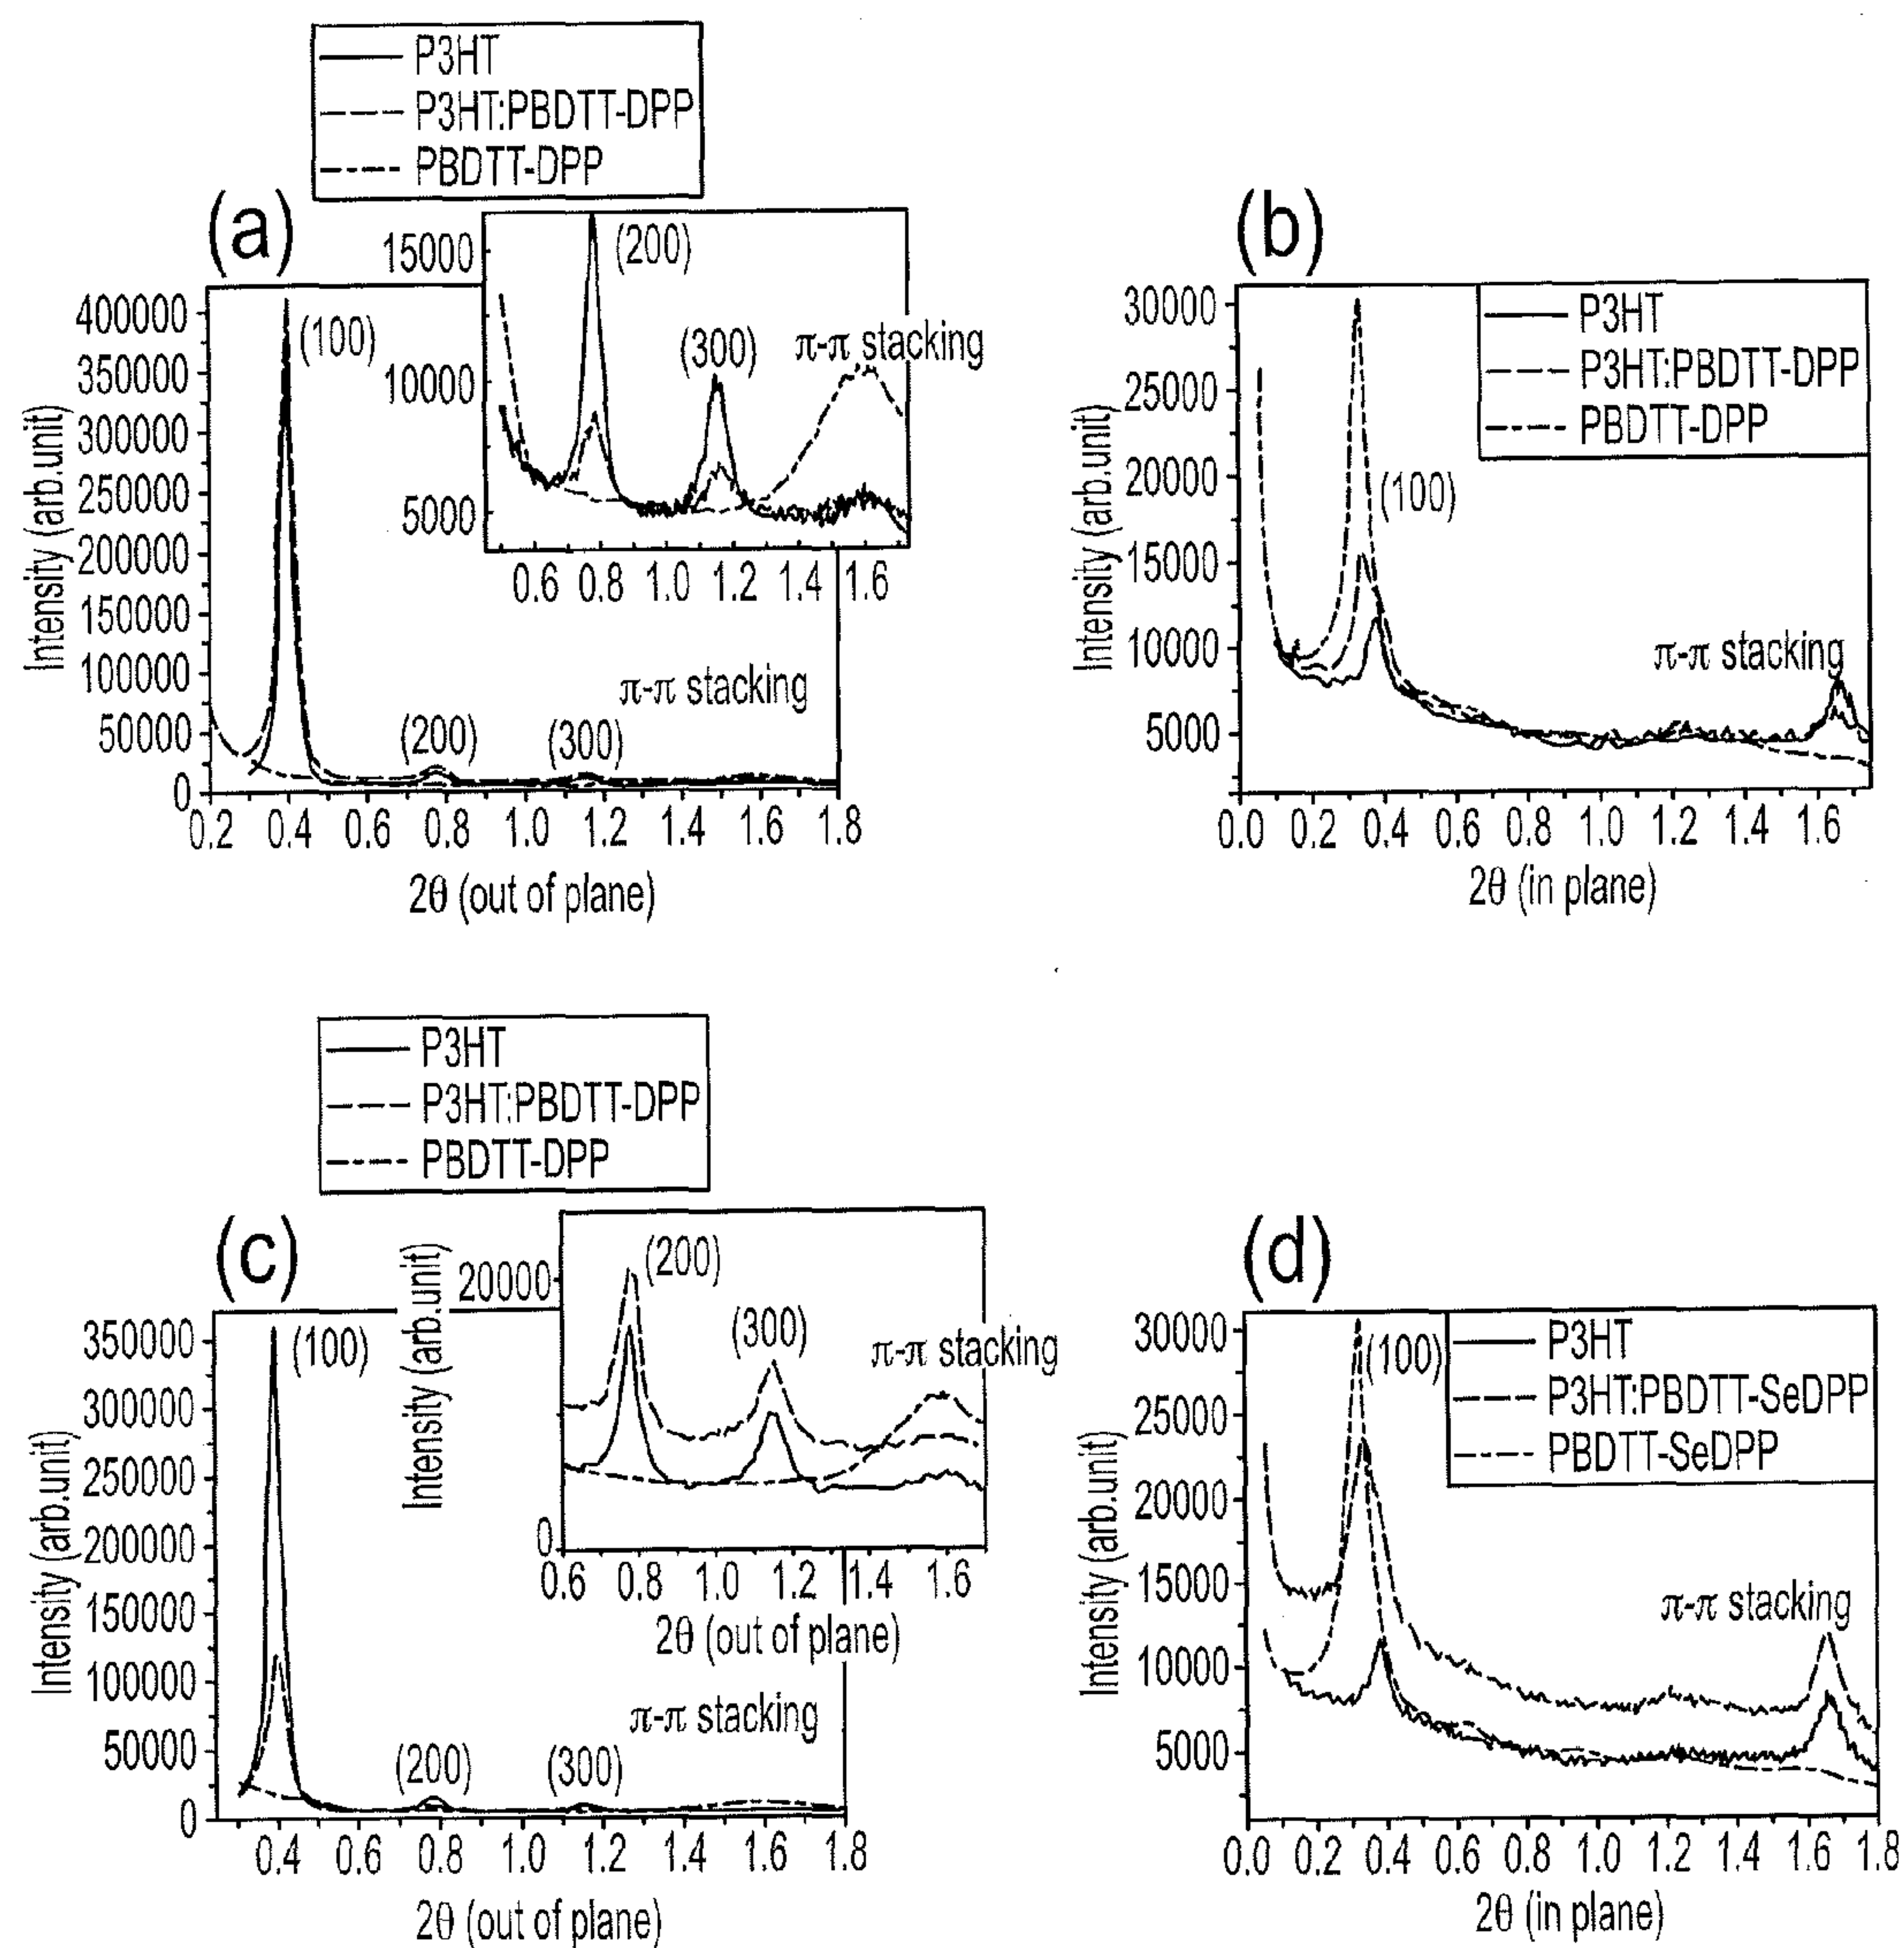 P3HT
P3HT:PBDTT-DPP
PBDTT-DPP
(a)
Intensity (arb.unit)
400000
350000
300000
250000
200000
150000
100000
50000
0
(100)
(200)
(300)
π-π stacking
0.2 0.4 0.6 0.8 1.0 1.2 1.4 1.6 1.8
2θ (out of plane)
15000
10000
5000
(200)
(300)
π-π stacking
0.6 0.8 1.0 1.2 1.4 1.6
(b)
P3HT
P3HT:PBDTT-DPP
PBDTT-DPP
Intensity (arb.unit)
30000
25000
20000
15000
10000
5000
(100)
π-π stacking
0.0 0.2 0.4 0.6 0.8 1.0 1.2 1.4 1.6
2θ (in plane)
P3HT
P3HT:PBDTT-DPP
PBDTT-DPP
(c)
Intensity (arb.unit)
350000
300000
250000
200000
150000
100000
50000
0
(100)
(200)
(300)
π-π stacking
0.4 0.6 0.8 1.0 1.2 1.4 1.6 1.8
2θ (out of plane)
Intensity (arb.unit)
20000
0
(200)
(300)
π-π stacking
0.6 0.8 1.0 1.2 1.4 1.6
2θ (out of plane)
(d)
P3HT
P3HT:PBDTT-SeDPP
PBDTT-SeDPP
Intensity (arb.unit)
30000
25000
20000
15000
10000
5000
(100)
π-π stacking
0.0 0.2 0.4 0.6 0.8 1.0 1.2 1.4 1.6 1.8
2θ (in plane)